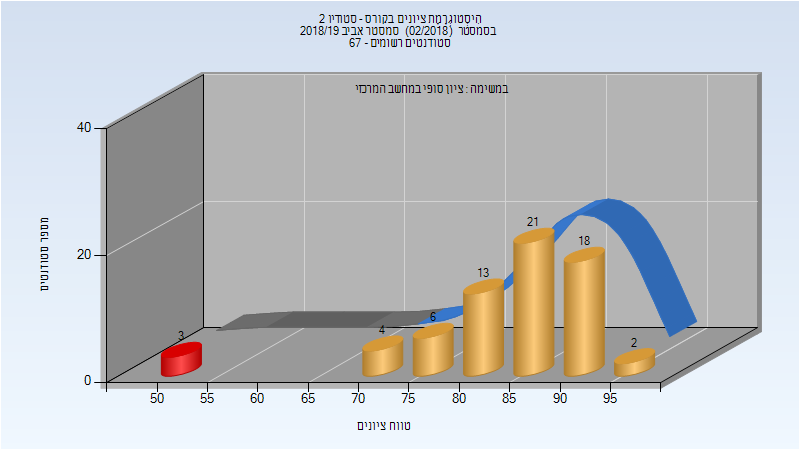 היסטוגרמת ציונים בקורס - סטודיו 2
בסמסטר (02/2018) סמסטר אביב 2018/19
סטודנטים רשומים - 67
במשימה : ציון סופי במחשב המרכזי
40
20
0
מספר סטודנטים
3
4
6
13
21
18
2
50 55 60 65 70 75 80 85 90 95
טווח ציונים